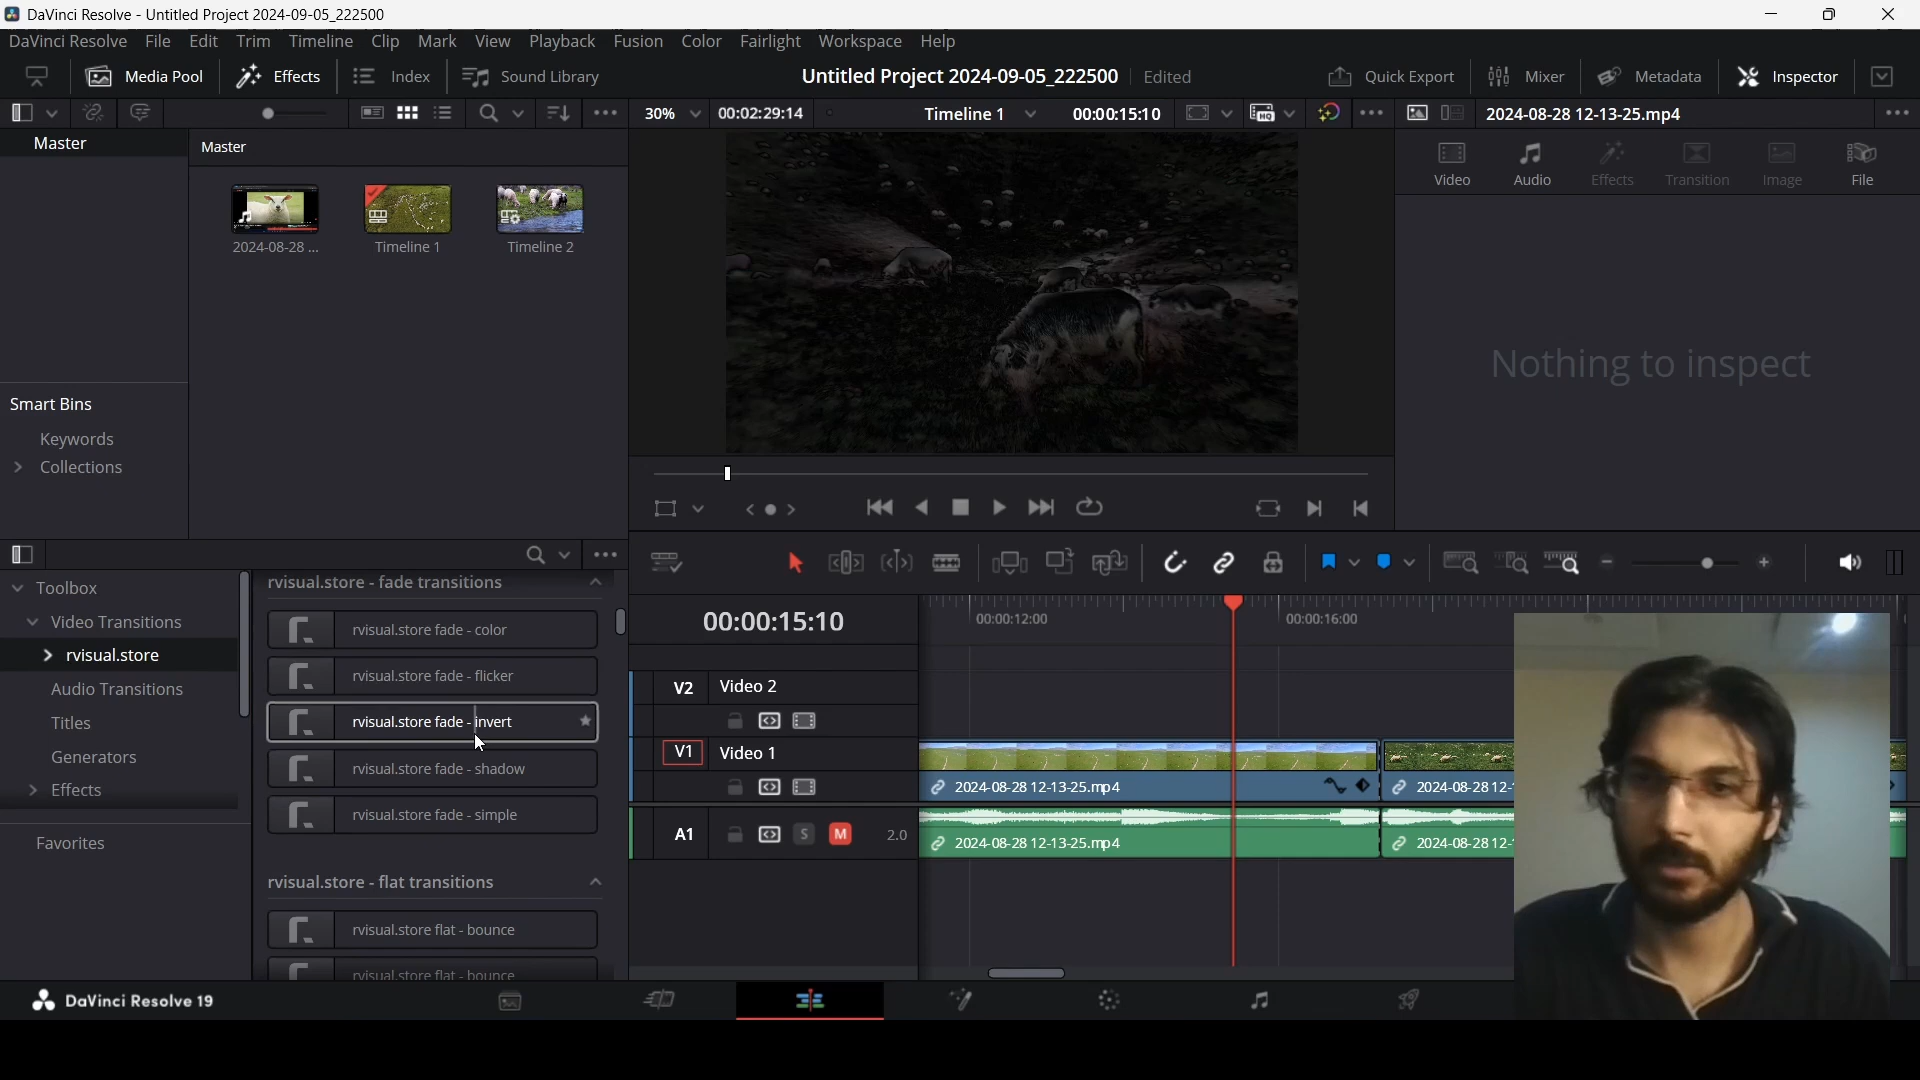 DaVinci Resolve - Untitled Project 2024-09-05_222500
DaVinci Resolve File Edit Trim Timeline Clip Mark View Playback Fusion Color Fairlight Workspace Help
Media Pool Effects Index Sound Library Untitled Project 2024-09-05_222500 Edited Quick Export Mixer Metadata Inspector
30% 00:02:29:14 Timeline 1 00:00:15:10 2024-08-28 12-13-25.mp4
Master
Master
2024-08-28 ... Timeline 1 Timeline 2
Smart Bins
Keywords
Collections
Video Audio Effects Transition Image File
Nothing to inspect
Toolbox
Video Transitions
rvisual.store
Audio Transitions
Titles
Generators
Effects
Favorites
rvisual.store - fade transitions
rvisual.store fade - color
rvisual.store fade - flicker
rvisual.store fade - invert
rvisual.store fade - shadow
rvisual.store fade - simple
rvisual.store - flat transitions
rvisual.store flat - bounce
rvisual.store flat - bounce
00:00:15:10
00:00:12:00 00:00:16:00
V2 Video 2
V1 Video 1
2024-08-28 12-13-25.mp4 2024-08-28 12-
A1 S M 2.0
2024-08-28 12-13-25.mp4 2024-08-28 12-
DaVinci Resolve 19